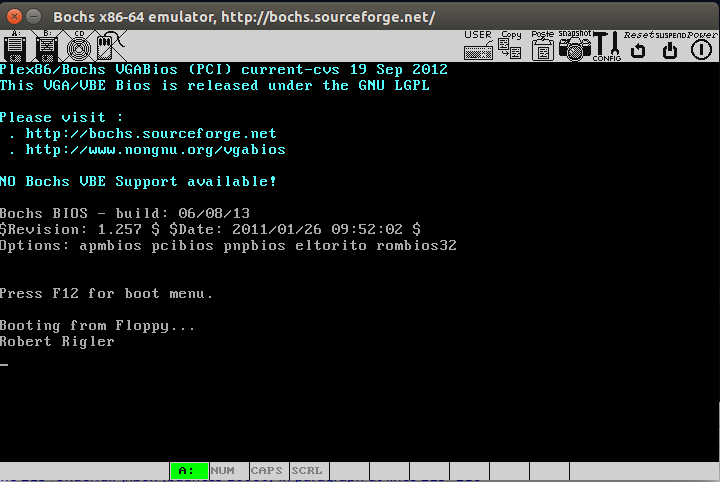 Bochs x86-64 emulator, http://bochs.sourceforge.net/
A: B: CD USER Copy Paste snapshot CONFIG Reset SUSPEND Power
Plex86/Bochs VGABios (PCI) current-cvs 19 Sep 2012
This VGA/VBE Bios is released under the GNU LGPL
Please visit :
. http://bochs.sourceforge.net
. http://www.nongnu.org/vgabios
NO Bochs VBE Support available!
Bochs BIOS - build: 06/08/13
$Revision: 1.257 $ $Date: 2011/01/26 09:52:02 $
Options: apmbios pcibios pnpbios eltorito rombios32
Press F12 for boot menu.
Booting from Floppy...
Robert Rigler
_
A: NUM CAPS SCRL